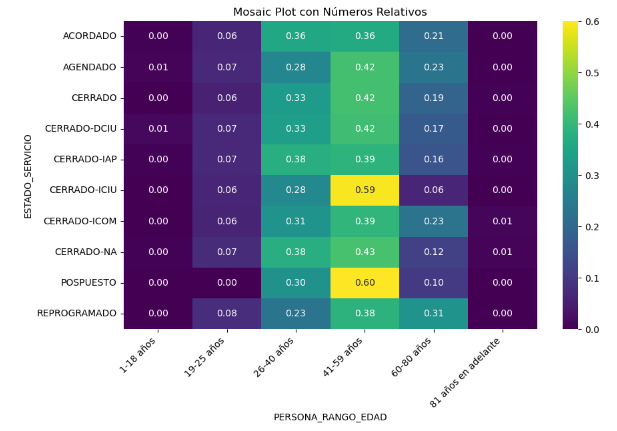 Mosaic Plot con Números Relativos
ESTADO_SERVICIO
ACORDADO 0.00 0.06 0.36 0.36 0.21 0.00
AGENDADO 0.01 0.07 0.28 0.42 0.23 0.00
CERRADO 0.00 0.06 0.33 0.42 0.19 0.00
CERRADO-DCIU 0.01 0.07 0.33 0.42 0.17 0.00
CERRADO-IAP 0.00 0.07 0.38 0.39 0.16 0.00
CERRADO-ICIU 0.00 0.06 0.28 0.59 0.06 0.00
CERRADO-ICOM 0.00 0.06 0.31 0.39 0.23 0.01
CERRADO-NA 0.00 0.07 0.38 0.43 0.12 0.01
POSPUESTO 0.00 0.00 0.30 0.60 0.10 0.00
REPROGRAMADO 0.00 0.08 0.23 0.38 0.31 0.00
1-18 años 19-25 años 26-40 años 41-59 años 60-80 años 81 años en adelante
PERSONA_RANGO_EDAD
0.6
0.5
0.4
0.3
0.2
0.1
0.0